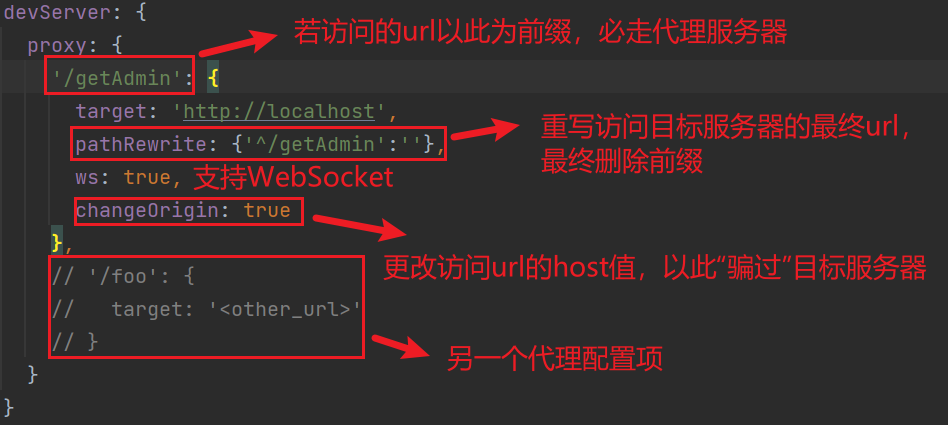 devServer: {
若访问的url以此为前缀，必走代理服务器
proxy: {
'/getAdmin': {
target: 'http://localhost',
重写访问目标服务器的最终url，
pathRewrite: {'^/getAdmin':''},
最终删除前缀
ws: true, 支持WebSocket
changeOrigin: true
},
更改访问url的host值，以此“骗过”目标服务器
// '/foo': {
//   target: '<other_url>'
// }
另一个代理配置项
}
}